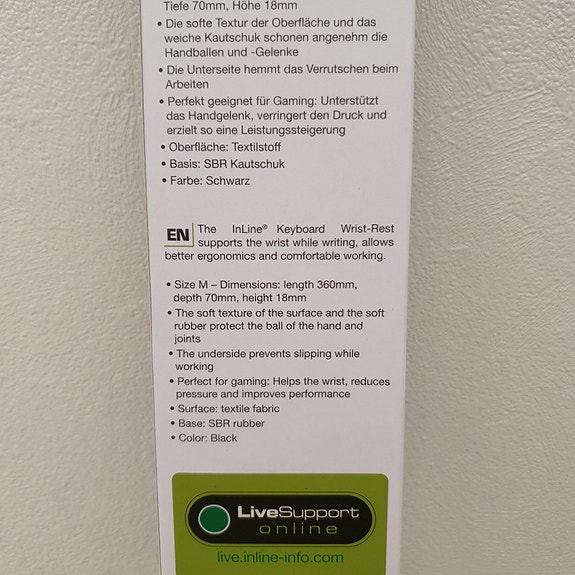 Tiefe 70mm, Höhe 18mm
• Die softe Textur der Oberfläche und das
weiche Kautschuk schonen angenehm die
Handballen und -Gelenke
• Die Unterseite hemmt das Verrutschen beim
Arbeiten
• Perfekt geeignet für Gaming: Unterstützt
das Handgelenk, verringert den Druck und
erzielt so eine Leistungssteigerung
• Oberfläche: Textilstoff
• Basis: SBR Kautschuk
• Farbe: Schwarz
EN The InLine® Keyboard Wrist-Rest
supports the wrist while writing, allows
better ergonomics and comfortable working.
• Size M – Dimensions: length 360mm,
depth 70mm, height 18mm
• The soft texture of the surface and the soft
rubber protect the ball of the hand and
joints
• The underside prevents slipping while
working
• Perfect for gaming: Helps the wrist, reduces
pressure and improves performance
• Surface: textile fabric
• Base: SBR rubber
• Color: Black
LiveSupport
online
live.inline-info.com